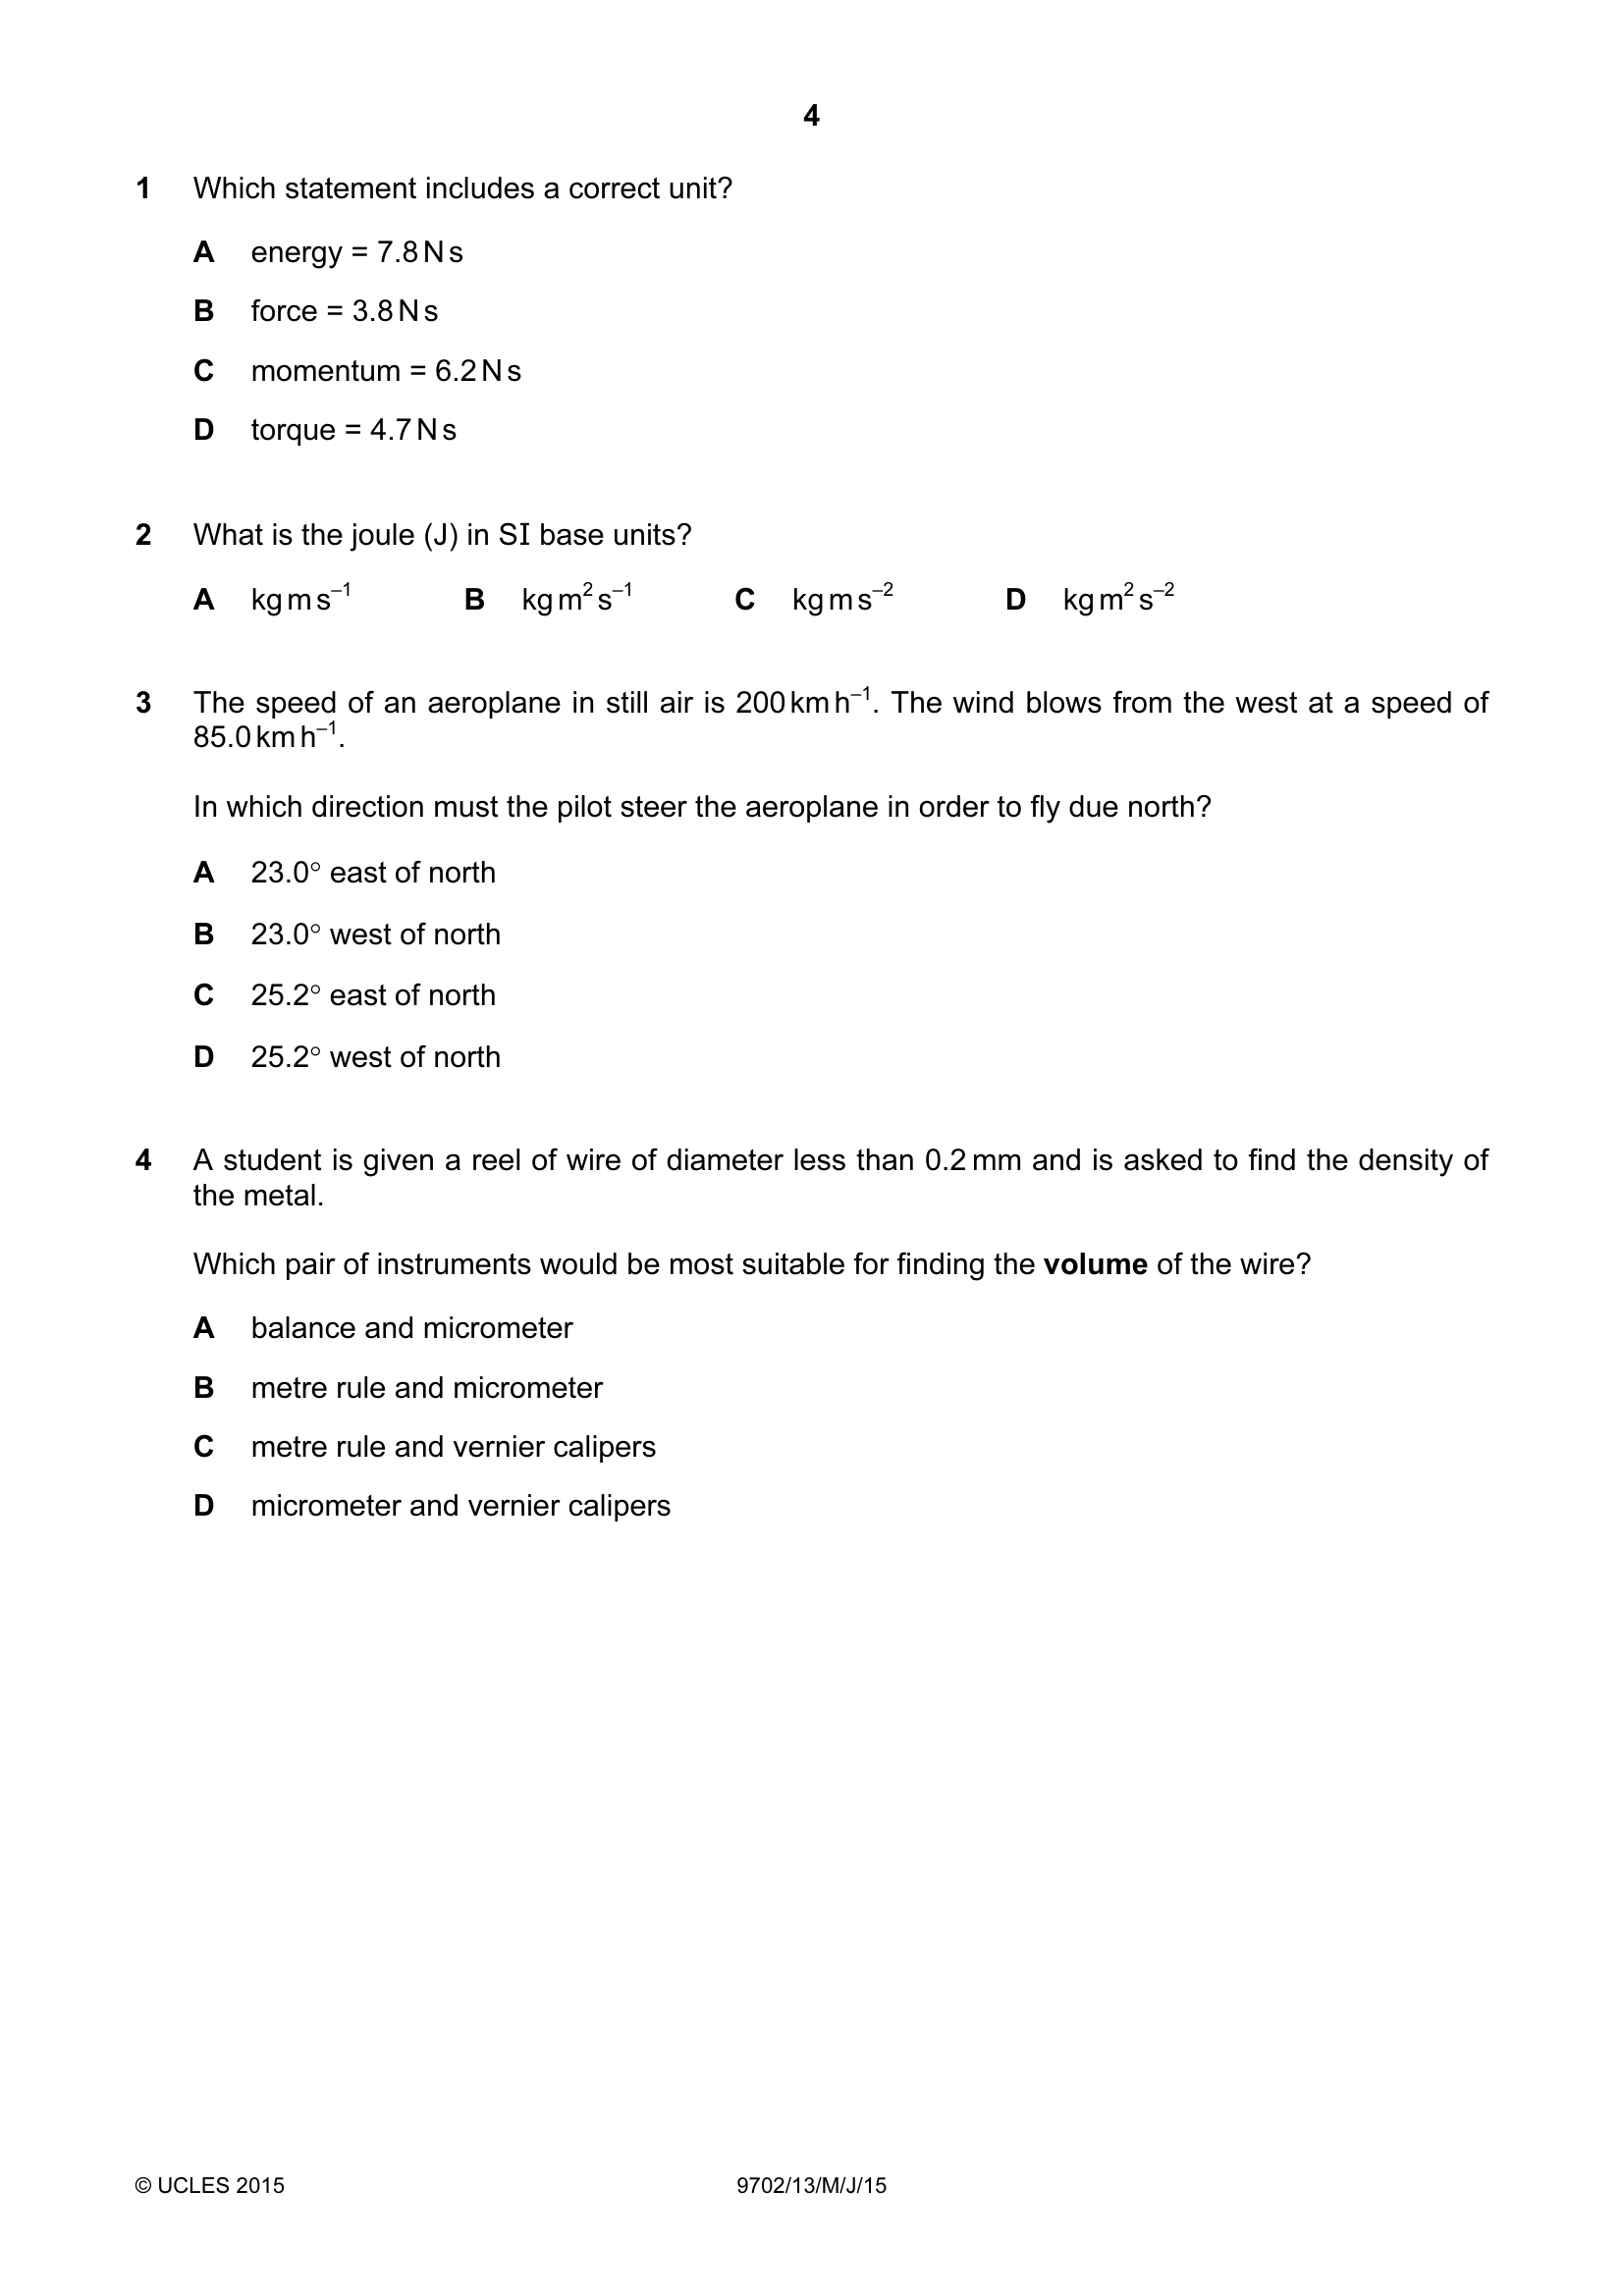 4
1 Which statement includes a correct unit?
A energy = 7.8 N s
B force = 3.8 N s
C momentum = 6.2 N s
D torque = 4.7 N s
2 What is the joule (J) in SI base units?
A kg m s⁻¹ B kg m² s⁻¹ C kg m s⁻² D kg m² s⁻²
3 The speed of an aeroplane in still air is 200 km h⁻¹. The wind blows from the west at a speed of
85.0 km h⁻¹.
In which direction must the pilot steer the aeroplane in order to fly due north?
A 23.0° east of north
B 23.0° west of north
C 25.2° east of north
D 25.2° west of north
4 A student is given a reel of wire of diameter less than 0.2 mm and is asked to find the density of
the metal.
Which pair of instruments would be most suitable for finding the volume of the wire?
A balance and micrometer
B metre rule and micrometer
C metre rule and vernier calipers
D micrometer and vernier calipers
© UCLES 2015 9702/13/M/J/15